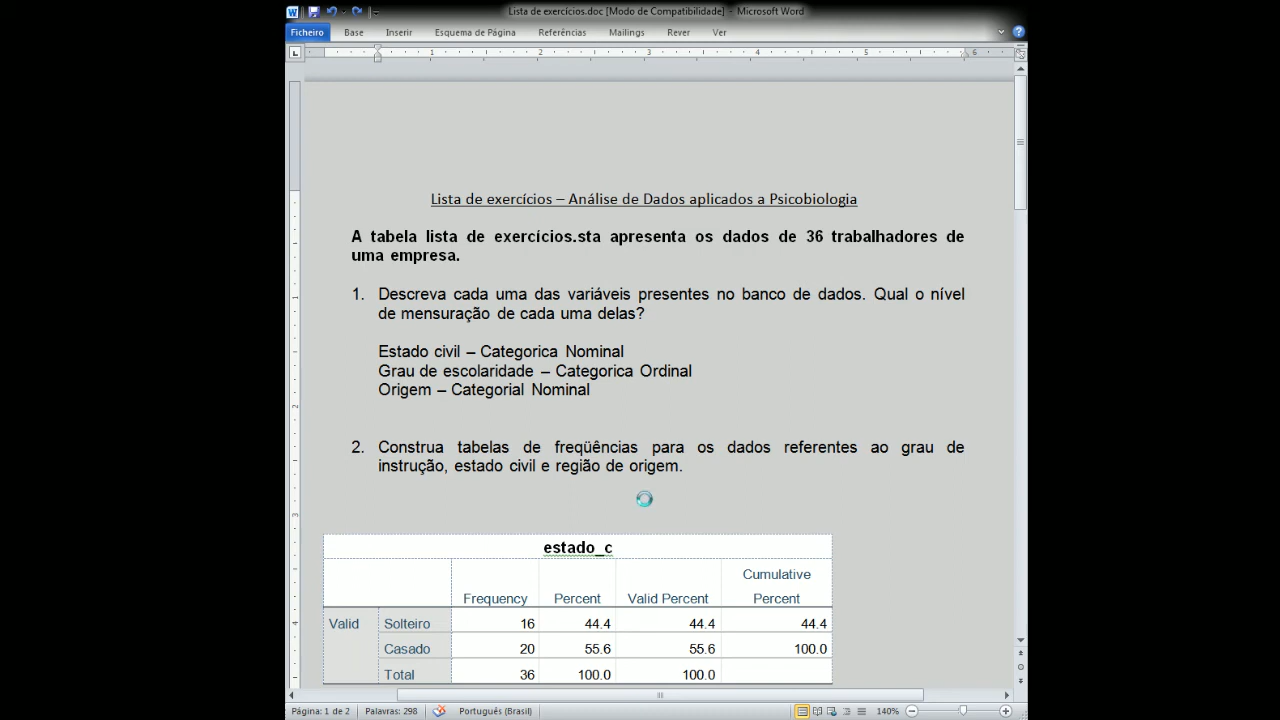 Lista de exercícios.doc [Modo de Compatibilidade] - Microsoft Word
Ficheiro Base Inserir Esquema de Página Referências Mailings Rever Ver
1 2 3 4 5 6
Lista de exercícios – Análise de Dados aplicados a Psicobiologia
A tabela lista de exercícios.sta apresenta os dados de 36 trabalhadores de
uma empresa.
1. Descreva cada uma das variáveis presentes no banco de dados. Qual o nível
de mensuração de cada uma delas?
Estado civil – Categorica Nominal
Grau de escolaridade – Categorica Ordinal
Origem – Categorial Nominal
2. Construa tabelas de freqüências para os dados referentes ao grau de
instrução, estado civil e região de origem.
estado_c
Cumulative
Frequency Percent Valid Percent Percent
Valid Solteiro 16 44.4 44.4 44.4
Casado 20 55.6 55.6 100.0
Total 36 100.0 100.0
Página: 1 de 2 Palavras: 298 Português (Brasil) 140%